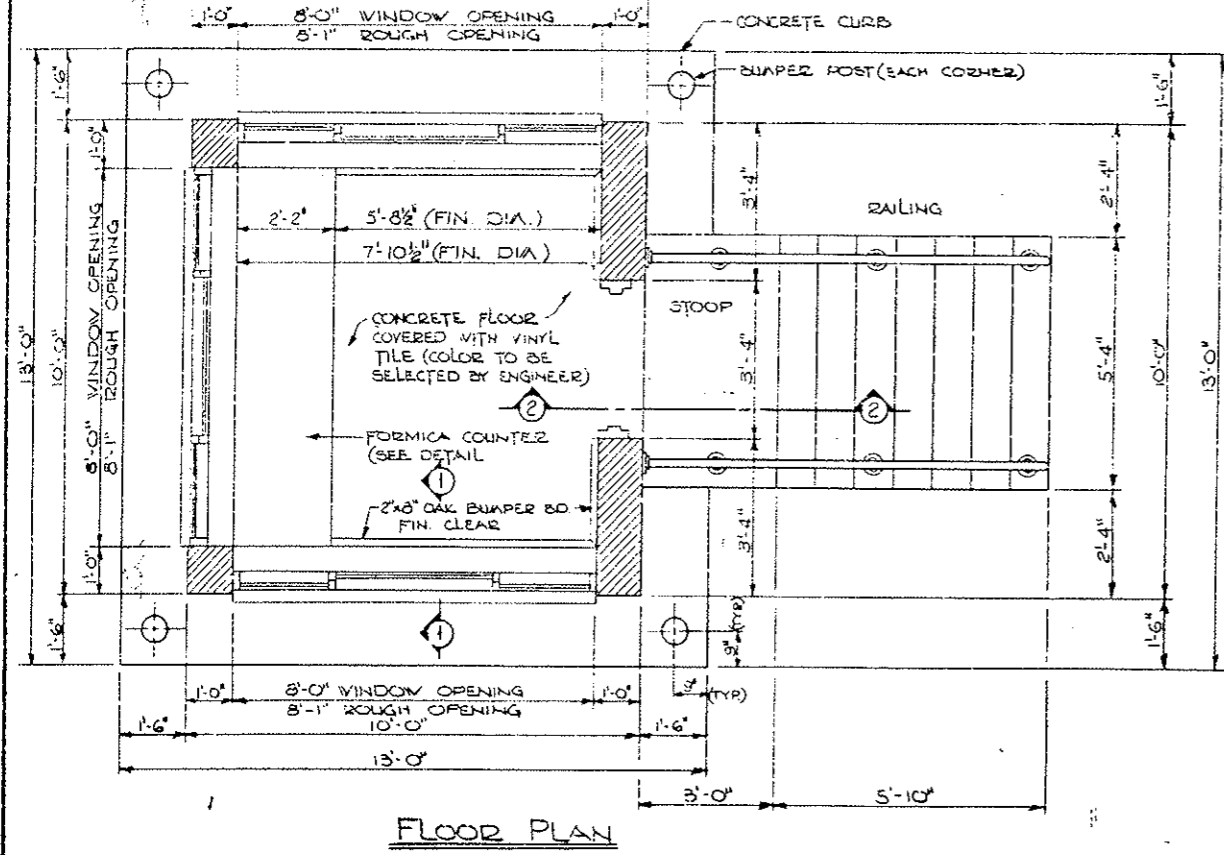 1'-0" 8'-0" WINDOW OPENING 1'-0"
8'-1" ROUGH OPENING
CONCRETE CURB
BUMPER POST (EACH CORNER)
1'-6"
1'-6"
1'-0"
3'-4"
2'-4"
RAILING
2'-2" 5'-8½" (FIN. DIA.)
7'-10½" (FIN. DIA)
STOOP
CONCRETE FLOOR
COVERED WITH VINYL
TILE (COLOR TO BE
SELECTED BY ENGINEER)
13'-0"
10'-0"
8'-0" WINDOW OPENING
8'-1" ROUGH OPENING
3'-4"
5'-4"
10'-0"
13'-0"
2 2
FORMICA COUNTER
(SEE DETAIL
1
2"x8" OAK BUMPER BD.
FIN. CLEAR
3'-4"
2'-4"
1'-0"
1'-6"
1
9" (TYP.)
1'-6"
(TYP.)
1'-0" 8'-0" WINDOW OPENING 1'-0"
8'-1" ROUGH OPENING
1'-6" 10'-0" 1'-6"
13'-0"
3'-0" 5'-10"
FLOOR PLAN